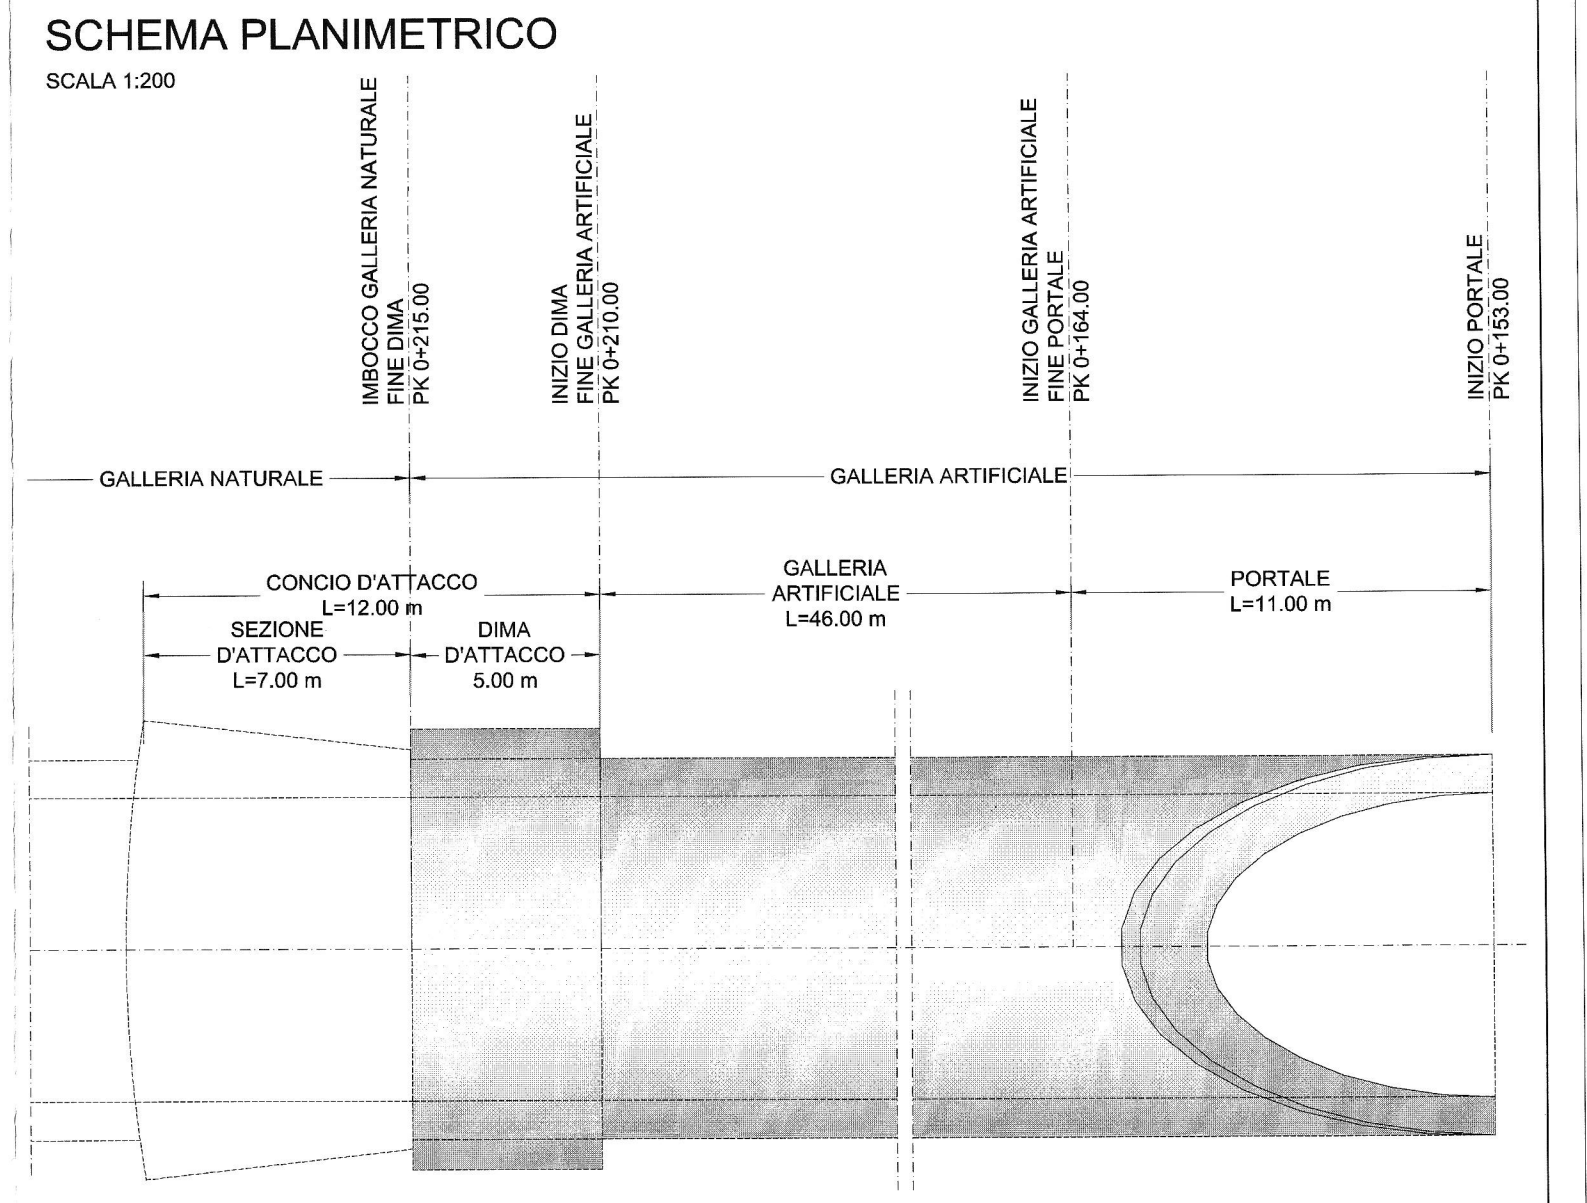 SCHEMA PLANIMETRICO
SCALA 1:200
IMBOCCO GALLERIA NATURALE
FINE DIMA
PK 0+215.00
INIZIO DIMA
FINE GALLERIA ARTIFICIALE
PK 0+210.00
INIZIO GALLERIA ARTIFICIALE
FINE PORTALE
PK 0+164.00
INIZIO PORTALE
PK 0+153.00
GALLERIA NATURALE
GALLERIA ARTIFICIALE
CONCIO D'ATTACCO
L=12.00 m
GALLERIA
ARTIFICIALE
L=46.00 m
PORTALE
L=11.00 m
SEZIONE
D'ATTACCO
L=7.00 m
DIMA
D'ATTACCO
5.00 m